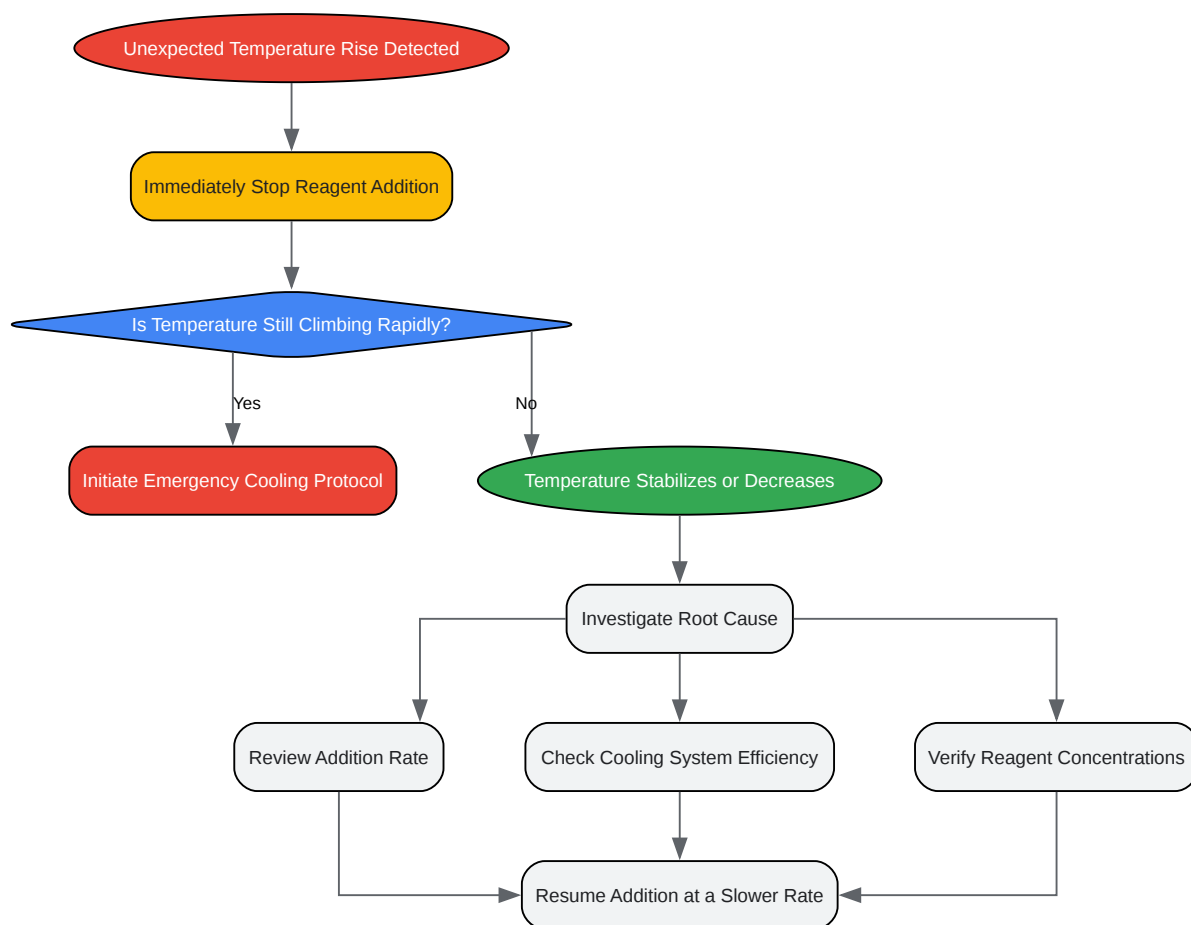 Unexpected Temperature Rise Detected
Immediately Stop Reagent Addition
Is Temperature Still Climbing Rapidly?
Yes
No
Initiate Emergency Cooling Protocol
Temperature Stabilizes or Decreases
Investigate Root Cause
Review Addition Rate
Check Cooling System Efficiency
Verify Reagent Concentrations
Resume Addition at a Slower Rate